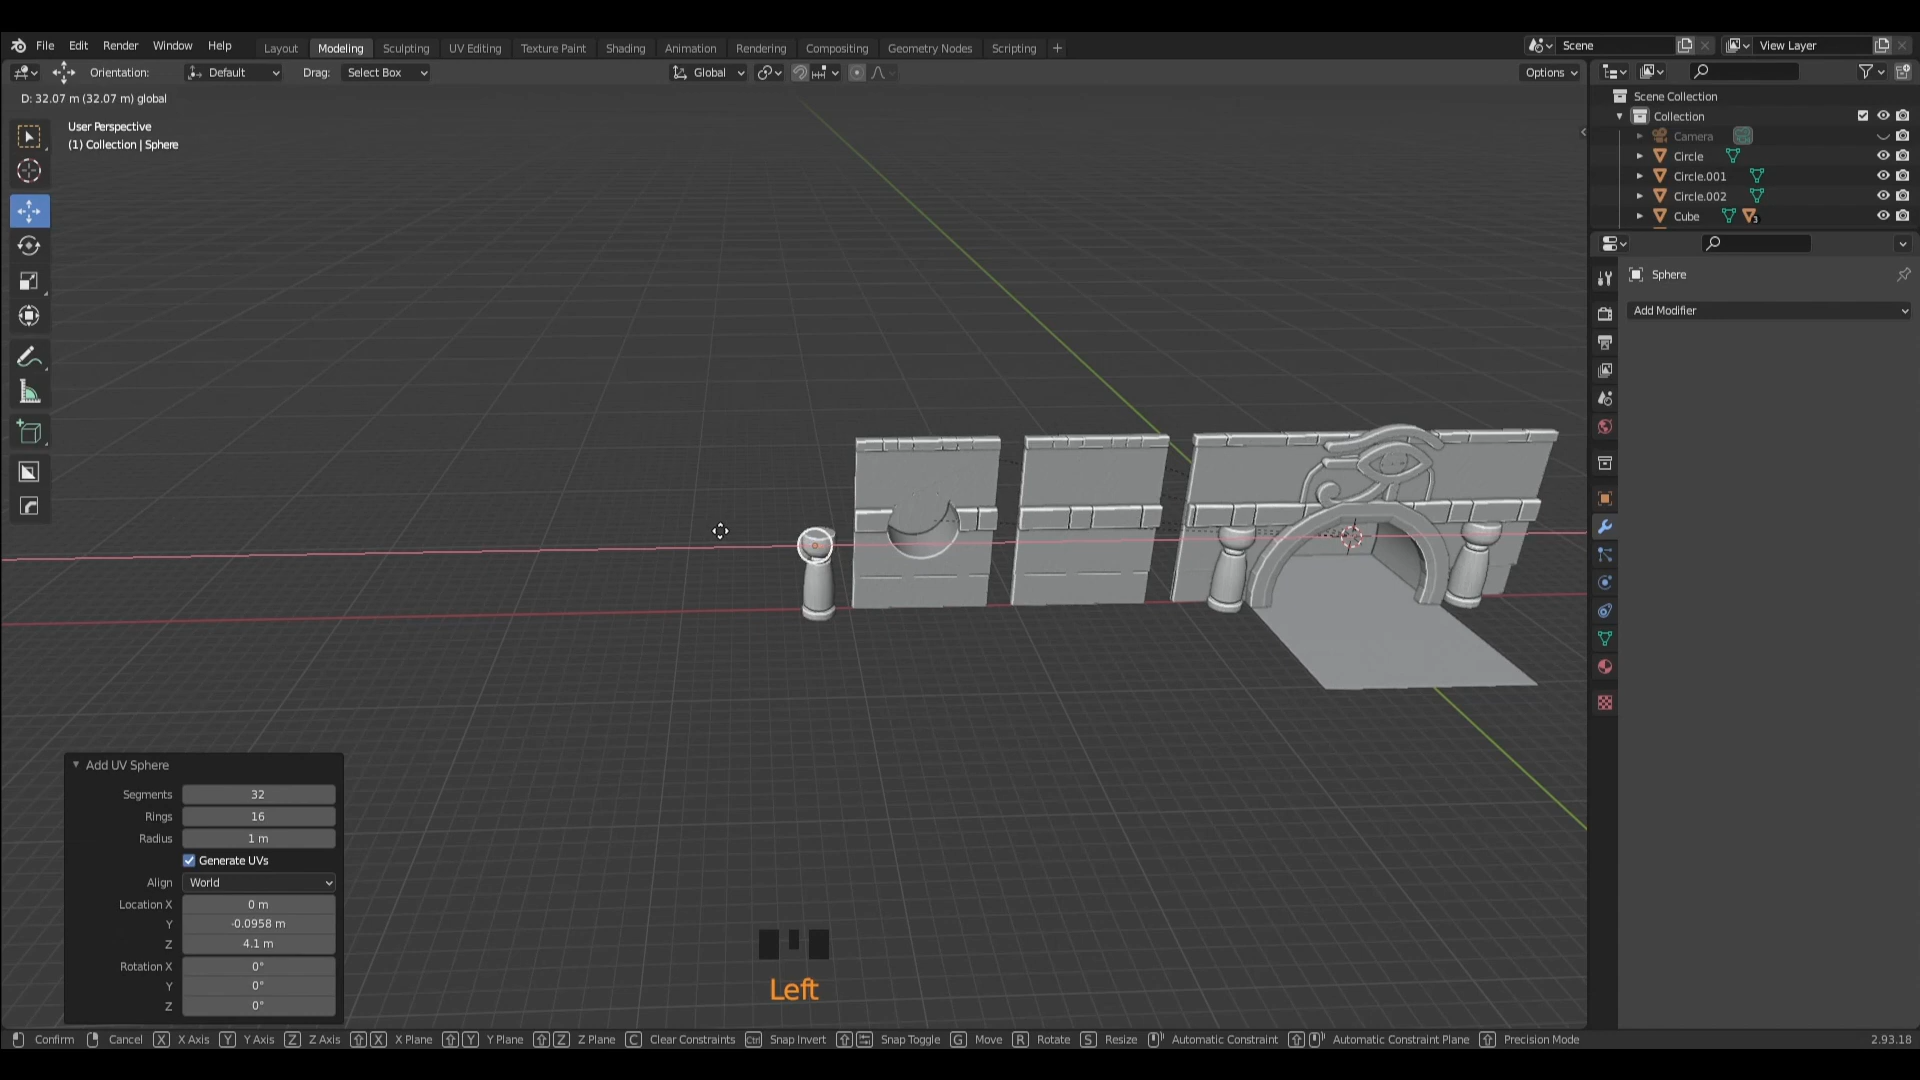 File Edit Render Window Help
Layout Modeling Sculpting UV Editing Texture Paint Shading Animation Rendering Compositing Geometry Nodes Scripting +
Scene
View Layer
Orientation: Default Drag: Select Box
Global
Options
D: 32.07 m (32.07 m) global
User Perspective
(1) Collection | Sphere
Scene Collection
Collection
Camera
Circle
Circle.001
Circle.002
Cube 3
Sphere
Add Modifier
Add UV Sphere
Segments 32
Rings 16
Radius 1 m
Generate UVs
Align World
Location X 0 m
Y -0.0958 m
Z 4.1 m
Rotation X 0°
Y 0°
Z 0°
Left
Confirm Cancel X X Axis Y Y Axis Z Z Axis X X Plane Y Y Plane Z Z Plane C Clear Constraints Ctrl Snap Invert Snap Toggle G Move R Rotate S Resize Automatic Constraint Automatic Constraint Plane Precision Mode 2.93.18